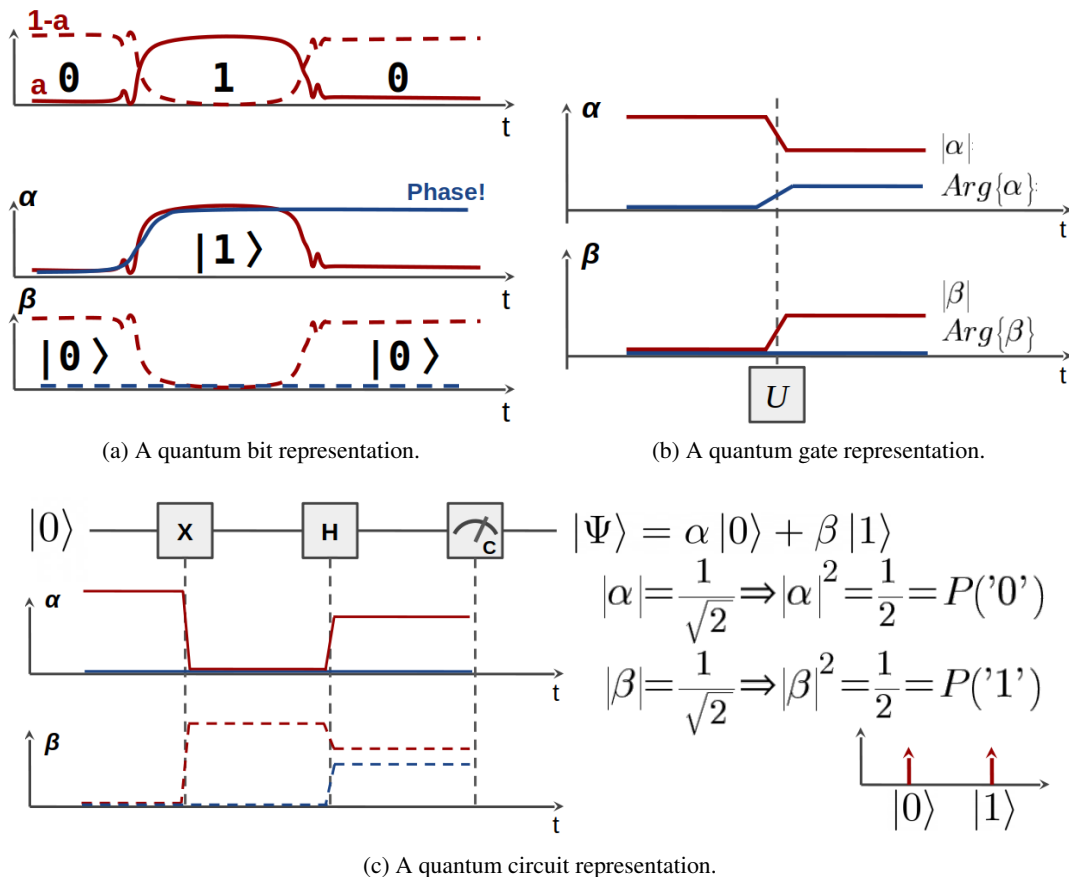 1-a
a 0 1 0
t
α
Phase!
|1⟩
t
β
|0⟩ |0⟩
t
(a) A quantum bit representation.
α
|α|
Arg{α}
t
β
|β|
Arg{β}
t
U
(b) A quantum gate representation.
|0⟩ X H C |Ψ⟩ = α|0⟩ + β|1⟩
α
t
|α|=1/√2⇒|α|²=1/2=P('0')
β
t
|β|=1/√2⇒|β|²=1/2=P('1')
|0⟩ |1⟩
(c) A quantum circuit representation.